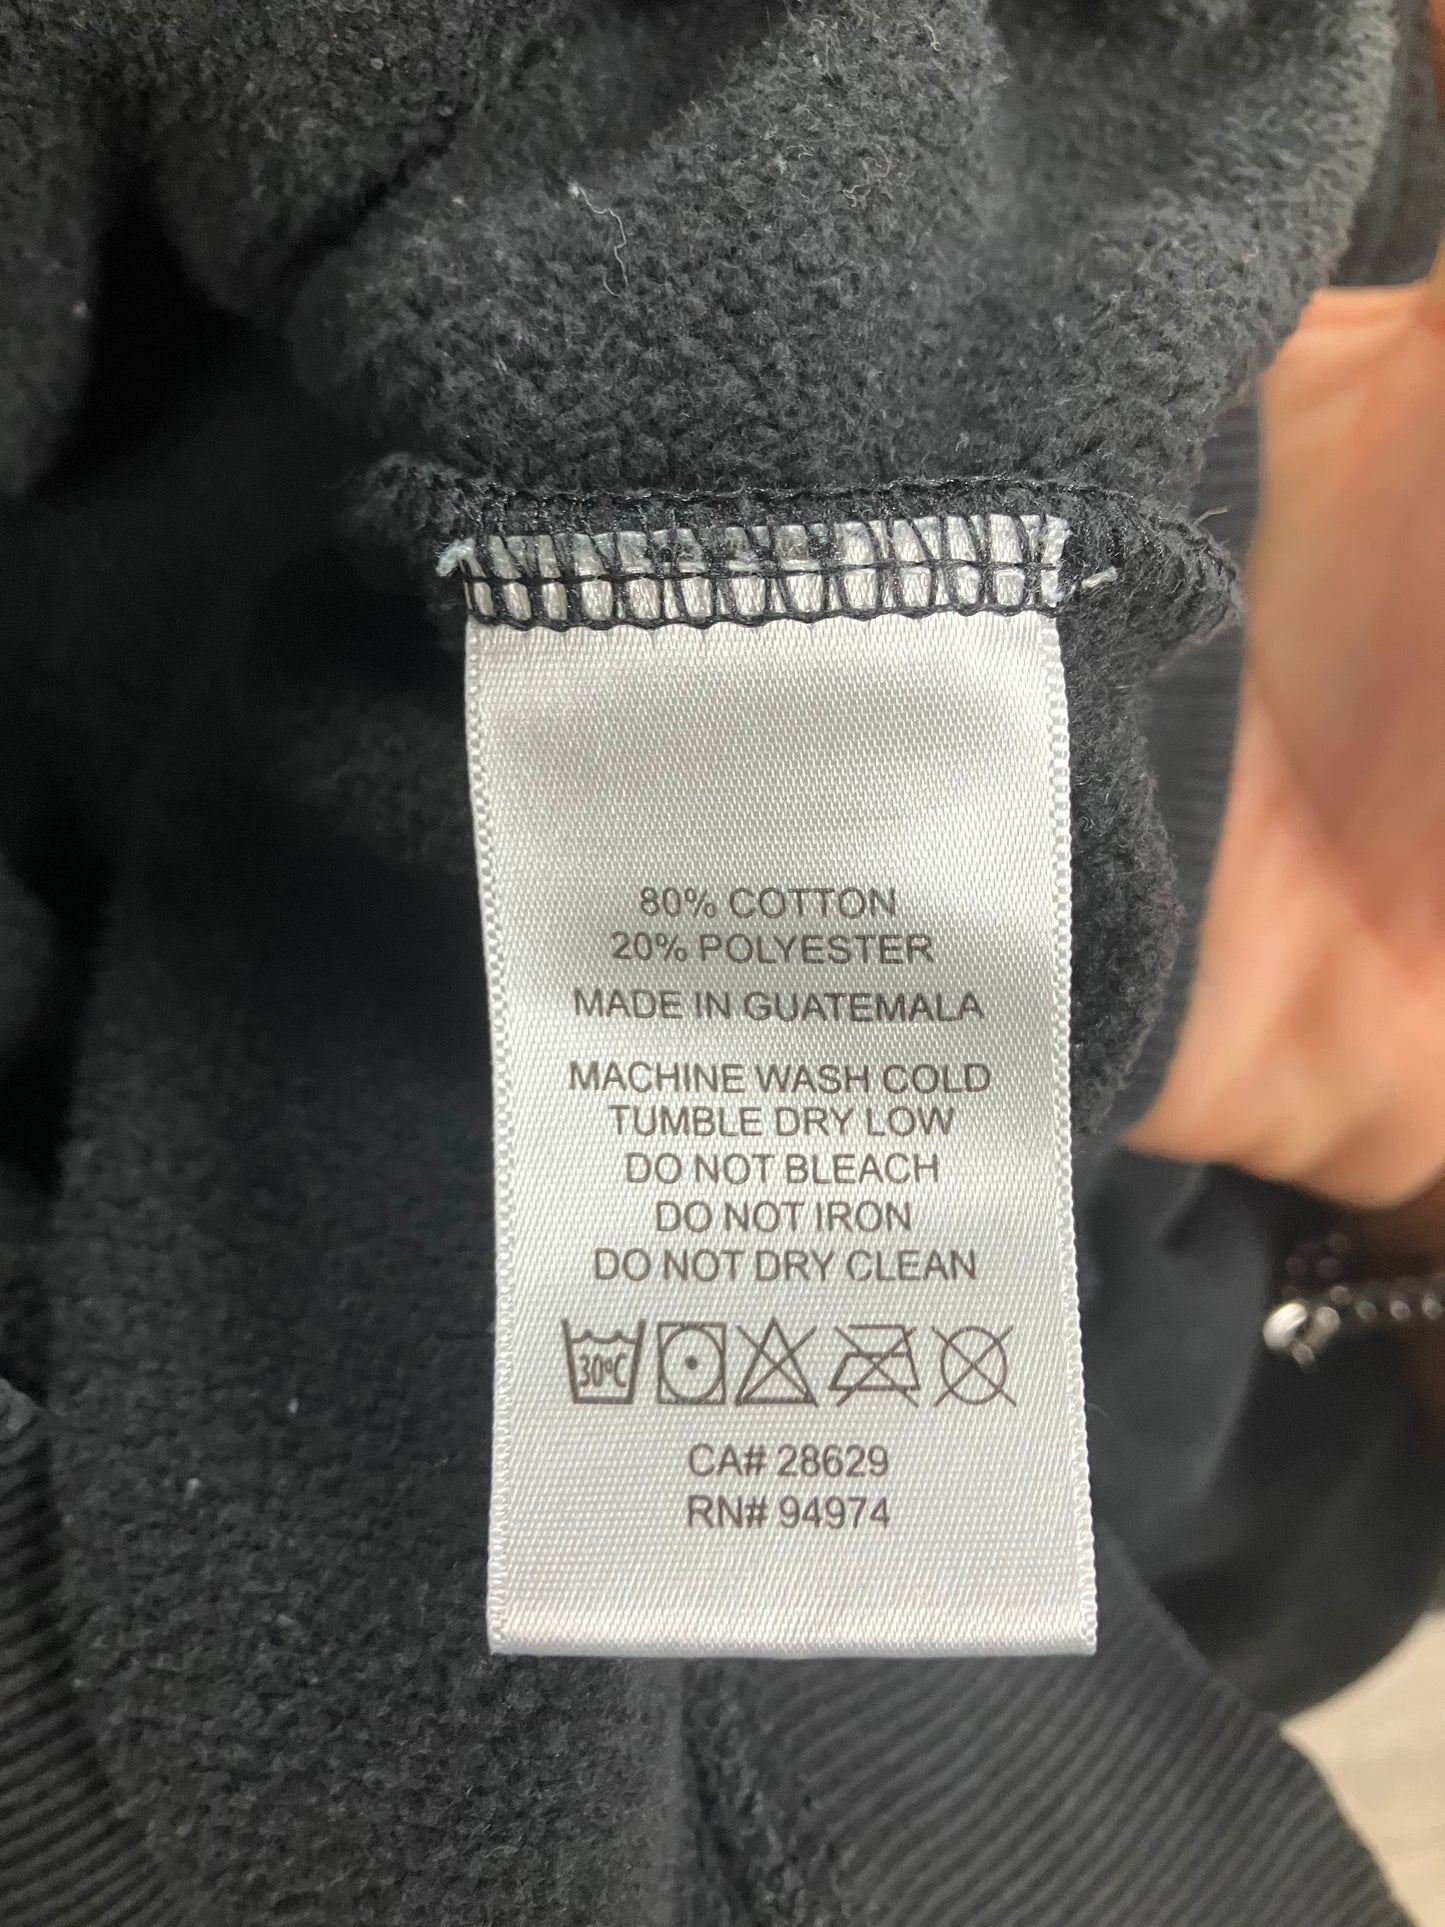 80% COTTON
20% POLYESTER
MADE IN GUATEMALA
MACHINE WASH COLD
TUMBLE DRY LOW
DO NOT BLEACH
DO NOT IRON
DO NOT DRY CLEAN
30ºC
CA# 28629
RN# 94974